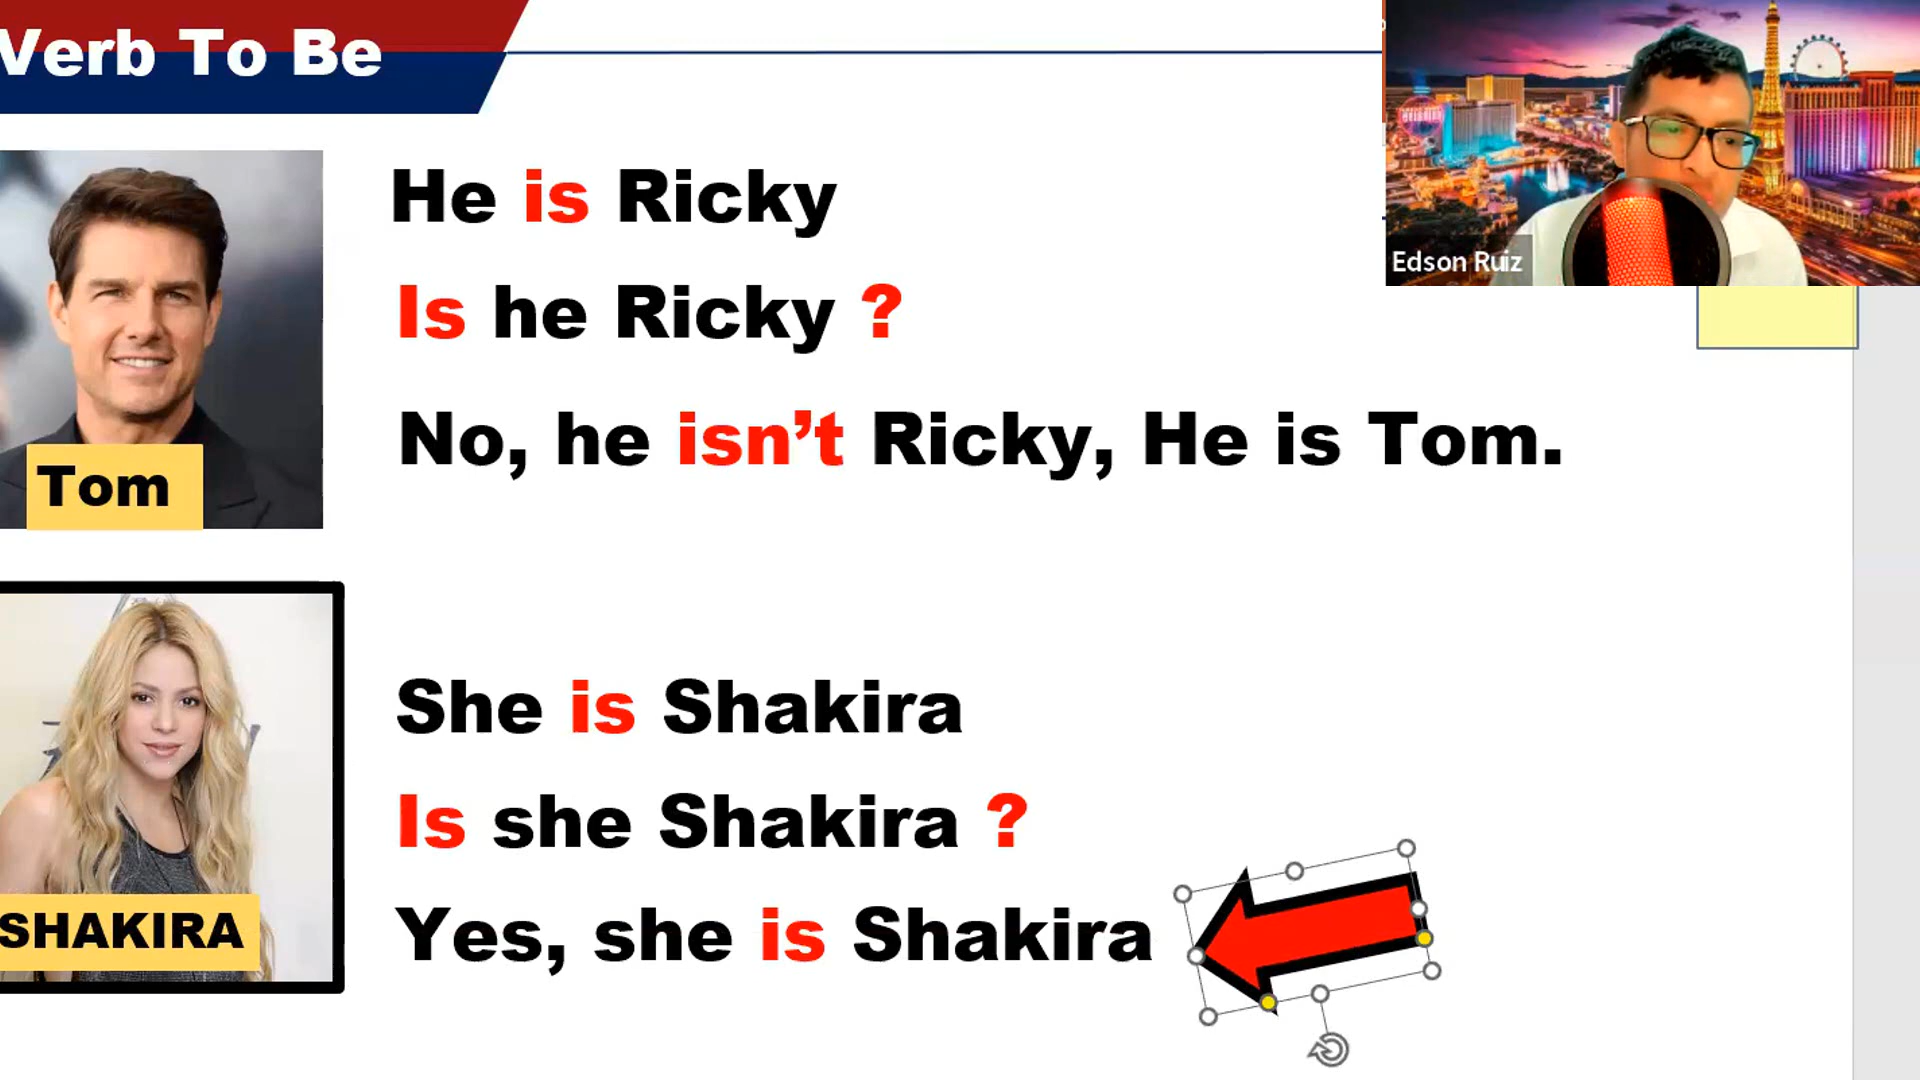 Verb To Be
He is Ricky
Is he Ricky ?
No, he isn’t Ricky, He is Tom.
Tom
She is Shakira
Is she Shakira ?
Yes, she is Shakira
SHAKIRA
Edson Ruiz